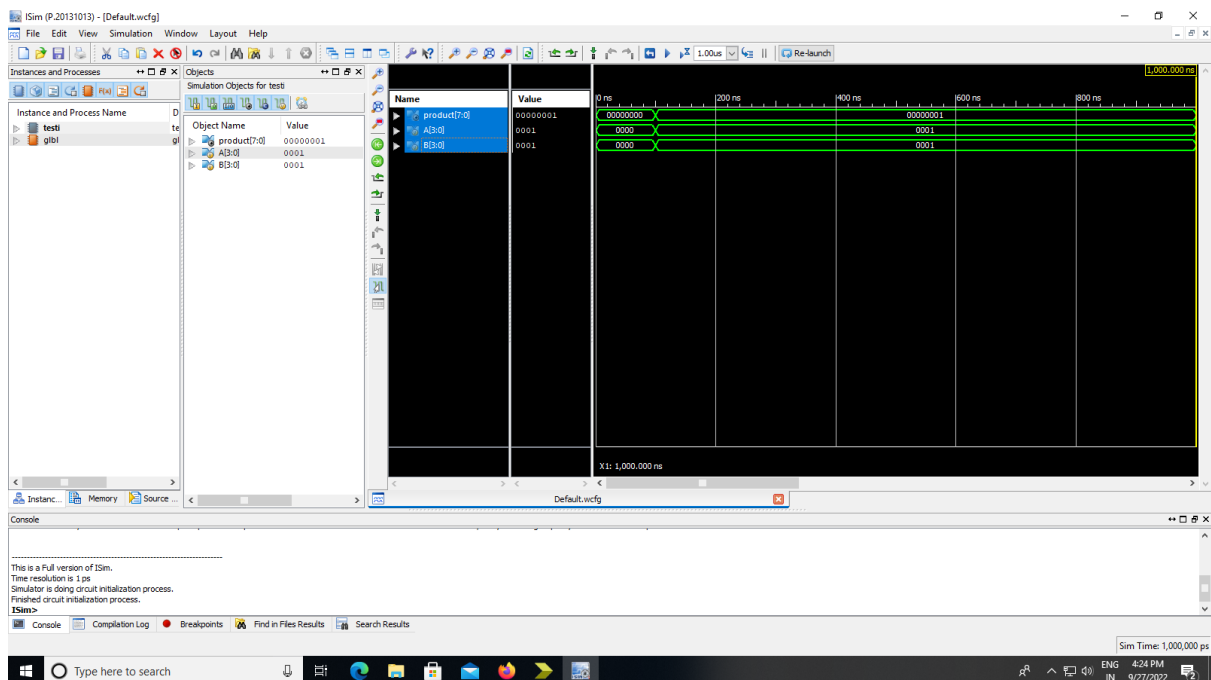 ISim (P.20131013) - [Default.wcfg]
File Edit View Simulation Window Layout Help
1.00us Re-launch
Instances and Processes
Instance and Process Name D
testi te
glbl gl
Instanc... Memory Source ...
Objects
Simulation Objects for testi
Object Name Value
product[7:0] 00000001
A[3:0] 0001
B[3:0] 0001
1,000.000 ns
Name Value 0 ns 200 ns 400 ns 600 ns 800 ns
product[7:0] 00000001 00000000 00000001
A[3:0] 0001 0000 0001
B[3:0] 0001 0000 0001
X1: 1,000.000 ns
Default.wcfg
Console
This is a Full version of ISim.
Time resolution is 1 ps
Simulator is doing circuit initialization process.
Finished circuit initialization process.
ISim>
Console Compilation Log Breakpoints Find in Files Results Search Results
Sim Time: 1,000,000 ps
Type here to search
ENG 4:24 PM
IN 9/27/2022